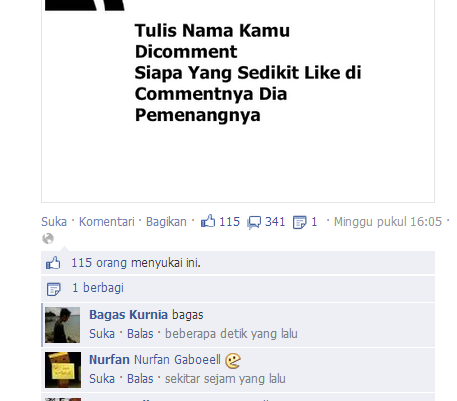 Tulis Nama Kamu
Dicomment
Siapa Yang Sedikit Like di
Commentnya Dia
Pemenangnya
Suka · Komentari · Bagikan · 115 341 1 · Minggu pukul 16:05 ·
115 orang menyukai ini.
1 berbagi
Bagas Kurnia bagas
Suka · Balas · beberapa detik yang lalu
Nurfan Nurfan Gaboeell
Suka · Balas · sekitar sejam yang lalu